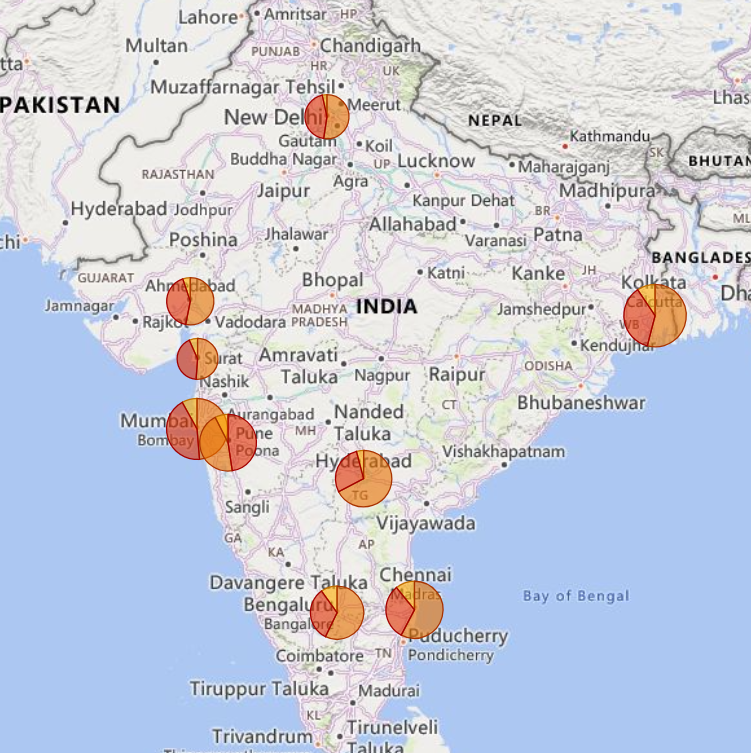 Lahore
Amritsar
HP
Multan
PUNJAB
Chandigarh
tta
HR
UK
Muzaffarnagar Tehsil
Lhas
PAKISTAN
New Delhi
Meerut
NEPAL
Gautam
Buddha Nagar
Koil
Kathmandu
SK
RAJASTHAN
UP
Lucknow
Maharajganj
BHUTAN
Jaipur
Agra
Madhipura
Hyderabad
Jodhpur
Kanpur Dehat
BR
ML
Allahabad
Patna
chi
Poshina
Jhalawar
Varanasi
BANGLADES
GUJARAT
Ahmedabad
Bhopal
Katni
Kanke
JH
Kolkata
Calcutta
Dha
Jamnagar
Rajkot
Vadodara
MADHYA
PRADESH
INDIA
Jamshedpur
WB
Surat
Amravati
Taluka
Nagpur
Raipur
ODISHA
Kendujhar
Nashik
CT
Bhubaneshwar
Mumbai
Bombay
Aurangabad
Pune
Poona
MH
Nanded
Taluka
Hyderabad
Vishakhapatnam
TG
Sangli
Vijayawada
GA
KA
AP
Davangere Taluka
Chennai
Madras
Bay of Bengal
Bengaluru
Bangalore
Puducherry
Pondicherry
Coimbatore
TN
Tiruppur Taluka
Madurai
KL
Trivandrum
Tirunelveli
Taluka